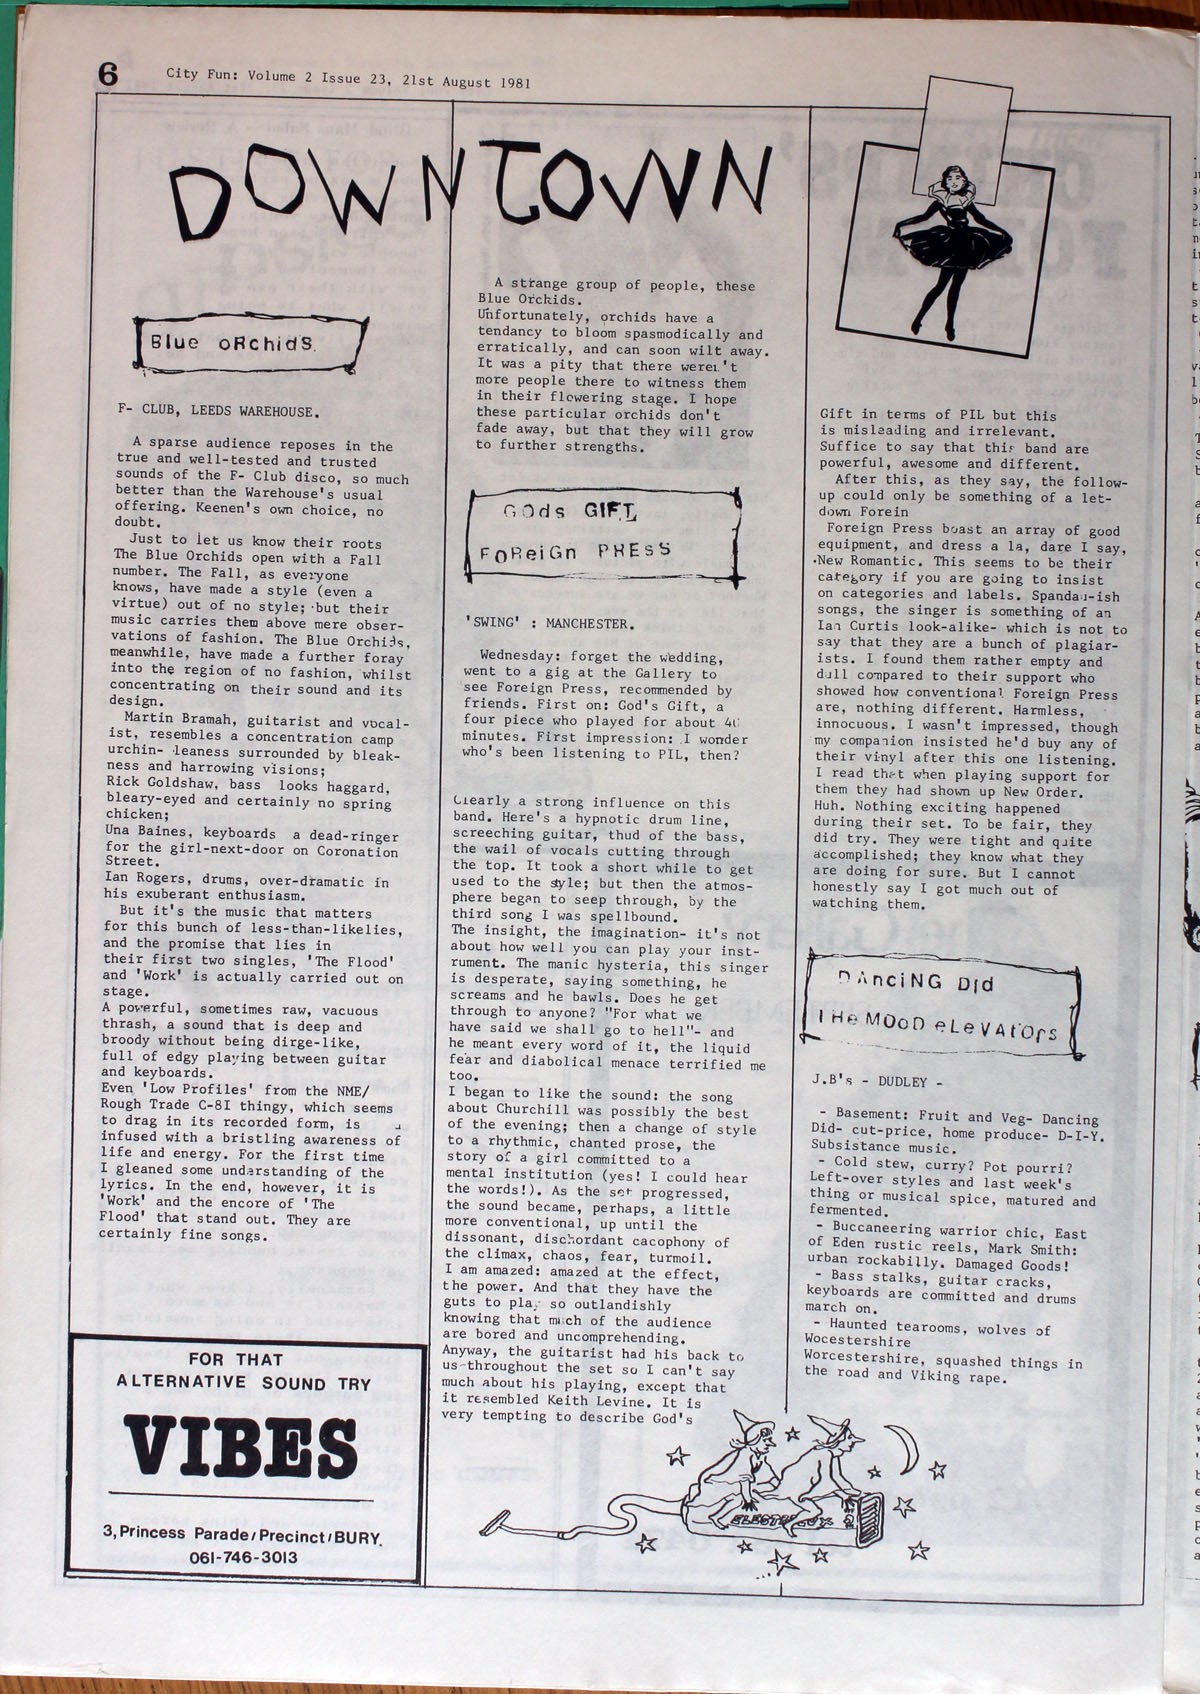 6
City Fun: Volume 2 Issue 23, 21st August 1981
DOWNTOWN
Blue ORchidS.
F- CLUB, LEEDS WAREHOUSE.
A sparse audience reposes in the
true and well-tested and trusted
sounds of the F- Club disco, so much
better than the Warehouse's usual
offering. Keenen's own choice, no
doubt.
Just to let us know their roots
The Blue Orchids open with a Fall
number. The Fall, as everyone
knows, have made a style (even a
virtue) out of no style; but their
music carries them above mere obser-
vations of fashion. The Blue Orchids,
meanwhile, have made a further foray
into the region of no fashion, whilst
concentrating on their sound and its
design.
Martin Bramah, guitarist and vocal-
ist, resembles a concentration camp
urchin- leaness surrounded by bleak-
ness and harrowing visions;
Rick Goldshaw, bass looks haggard,
bleary-eyed and certainly no spring
chicken;
Una Baines, keyboards a dead-ringer
for the girl-next-door on Coronation
Street.
Ian Rogers, drums, over-dramatic in
his exuberant enthusiasm.
But it's the music that matters
for this bunch of less-than-likelies,
and the promise that lies in
their first two singles, 'The Flood'
and 'Work' is actually carried out on
stage.
A powerful, sometimes raw, vacuous
thrash, a sound that is deep and
broody without being dirge-like,
full of edgy playing between guitar
and keyboards.
Even 'Low Profiles' from the NME/
Rough Trade C-8I thingy, which seems
to drag in its recorded form, is
infused with a bristling awareness of
life and energy. For the first time
I gleaned some understanding of the
lyrics. In the end, however, it is
'Work' and the encore of 'The
Flood' that stand out. They are
certainly fine songs.
FOR THAT
ALTERNATIVE SOUND TRY
VIBES
3, Princess Parade/Precinct/BURY.
061-746-3013
A strange group of people, these
Blue Orckids.
Unfortunately, orchids have a
tendancy to bloom spasmodically and
erratically, and can soon wilt away.
It was a pity that there weren't
more people there to witness them
in their flowering stage. I hope
these particular orchids don't
fade away, but that they will grow
to further strengths.
GOds GIFT
FOReiGn PRESS
'SWING' : MANCHESTER.
Wednesday: forget the wedding,
went to a gig at the Gallery to
see Foreign Press, recommended by
friends. First on: God's Gift, a
four piece who played for about 40
minutes. First impression: I wonder
who's been listening to PIL, then?
Clearly a strong influence on this
band. Here's a hypnotic drum line,
screeching guitar, thud of the bass,
the wail of vocals cutting through
the top. It took a short while to get
used to the style; but then the atmos-
phere began to seep through, by the
third song I was spellbound.
The insight, the imagination- it's not
about how well you can play your inst-
rument. The manic hysteria, this singer
is desperate, saying something, he
screams and he bawls. Does he get
through to anyone? "For what we
have said we shall go to hell"- and
he meant every word of it, the liquid
fear and diabolical menace terrified me
too.
I began to like the sound: the song
about Churchill was possibly the best
of the evening; then a change of style
to a rhythmic, chanted prose, the
story of a girl committed to a
mental institution (yes! I could hear
the words!). As the set progressed,
the sound became, perhaps, a little
more conventional, up until the
dissonant, dischordant cacophony of
the climax, chaos, fear, turmoil.
I am amazed: amazed at the effect,
the power. And that they have the
guts to play so outlandishly
knowing that much of the audience
are bored and uncomprehending.
Anyway, the guitarist had his back to
us throughout the set so I can't say
much about his playing, except that
it resembled Keith Levine. It is
very tempting to describe God's
Gift in terms of PIL but this
is misleading and irrelevant.
Suffice to say that this band are
powerful, awesome and different.
After this, as they say, the follow-
up could only be something of a let-
down Forein
Foreign Press boast an array of good
equipment, and dress a la, dare I say,
New Romantic. This seems to be their
category if you are going to insist
on categories and labels. Spandau-ish
songs, the singer is something of an
Ian Curtis look-alike- which is not to
say that they are a bunch of plagiar-
ists. I found them rather empty and
dull compared to their support who
showed how conventional Foreign Press
are, nothing different. Harmless,
innocuous. I wasn't impressed, though
my companion insisted he'd buy any of
their vinyl after this one listening.
I read that when playing support for
them they had shown up New Order.
Huh. Nothing exciting happened
during their set. To be fair, they
did try. They were tight and quite
accomplished; they know what they
are doing for sure. But I cannot
honestly say I got much out of
watching them.
DAnciNG DId
THe MOOD eLeVAtOrs
J.B's - DUDLEY -
- Basement: Fruit and Veg- Dancing
Did- cut-price, home produce- D-I-Y.
Subsistance music.
- Cold stew, curry? Pot pourri?
Left-over styles and last week's
thing or musical spice, matured and
fermented.
- Buccaneering warrior chic, East
of Eden rustic reels, Mark Smith:
urban rockabilly. Damaged Goods!
- Bass stalks, guitar cracks,
keyboards are committed and drums
march on.
- Haunted tearooms, wolves of
Wocestershire
Worcestershire, squashed things in
the road and Viking rape.